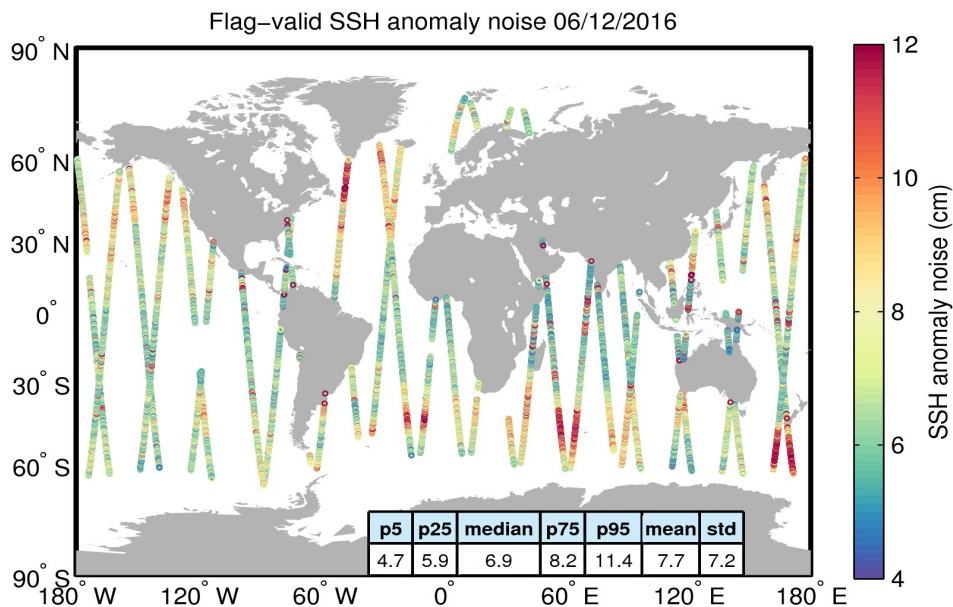 Flag−valid SSH anomaly noise 06/12/2016
90° N
60° N
30° N
0°
30° S
60° S
90° S
180° W 120° W 60° W 0° 60° E 120° E 180° E
p5 p25 median p75 p95 mean std
4.7 5.9 6.9 8.2 11.4 7.7 7.2
12
10
8
6
4
SSH anomaly noise (cm)